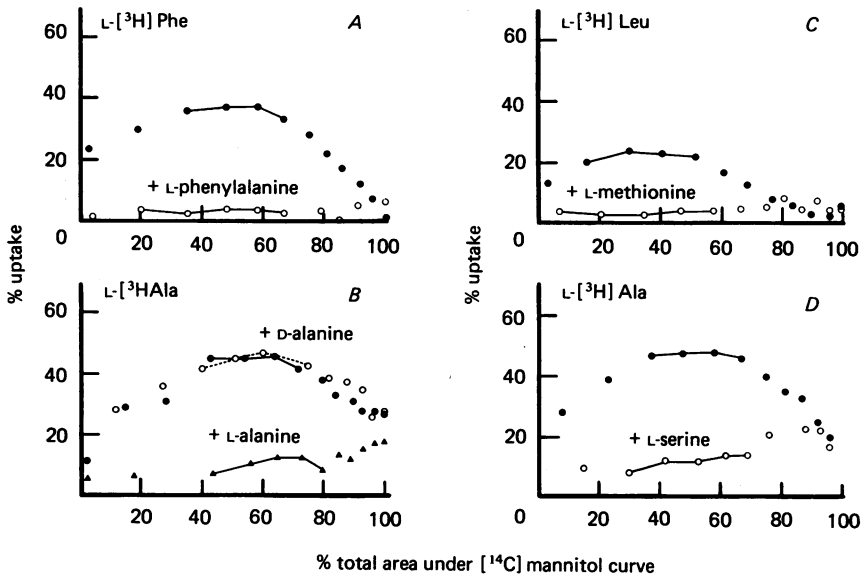 L-[³H] Phe
A
60
40
20
0
+ L-phenylalanine
20 40 60 80 100
L-[³H] Leu
C
60
40
20
0
+ L-methionine
20 40 60 80 100
% uptake
% uptake
L-[³HAla
B
60
40
20
0
+ D-alanine
+ L-alanine
20 40 60 80 100
L-[³H] Ala
D
60
40
20
0
+ L-serine
20 40 60 80 100
% total area under [¹⁴C] mannitol curve